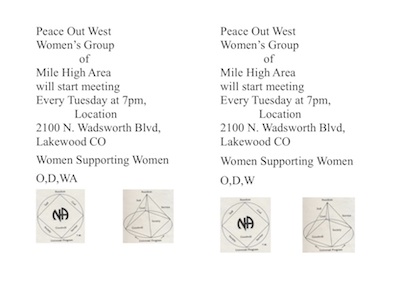 Peace Out West
Women's Group
of
Mile High Area
will start meeting
Every Tuesday at 7pm,
Location
2100 N. Wadsworth Blvd,
Lakewood CO
Women Supporting Women
O,D,WA
NA
Peace Out West
Women's Group
of
Mile High Area
will start meeting
Every Tuesday at 7pm,
Location
2100 N. Wadsworth Blvd,
Lakewood CO
Women Supporting Women
O,D,W
NA